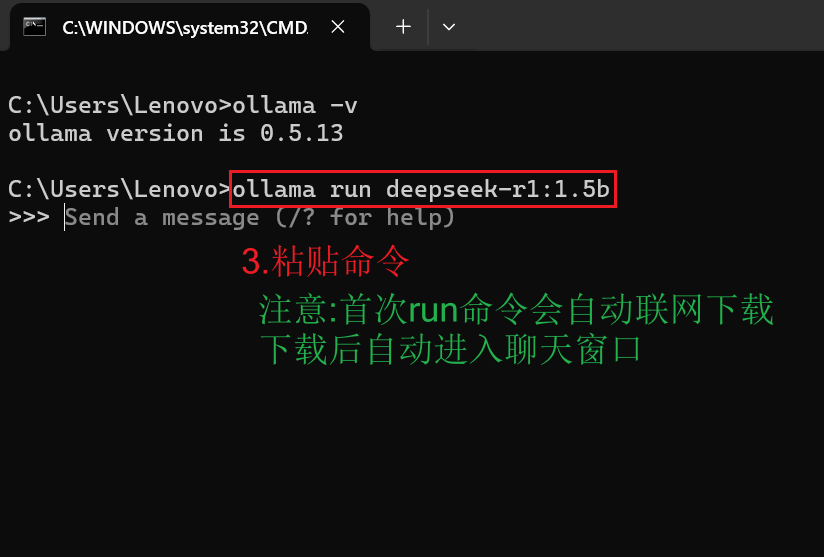 C:\WINDOWS\system32\CMD.
C:\Users\Lenovo>ollama -v
ollama version is 0.5.13
C:\Users\Lenovo>ollama run deepseek-r1:1.5b
>>> Send a message (/? for help)
3.粘贴命令
注意:首次run命令会自动联网下载
下载后自动进入聊天窗口